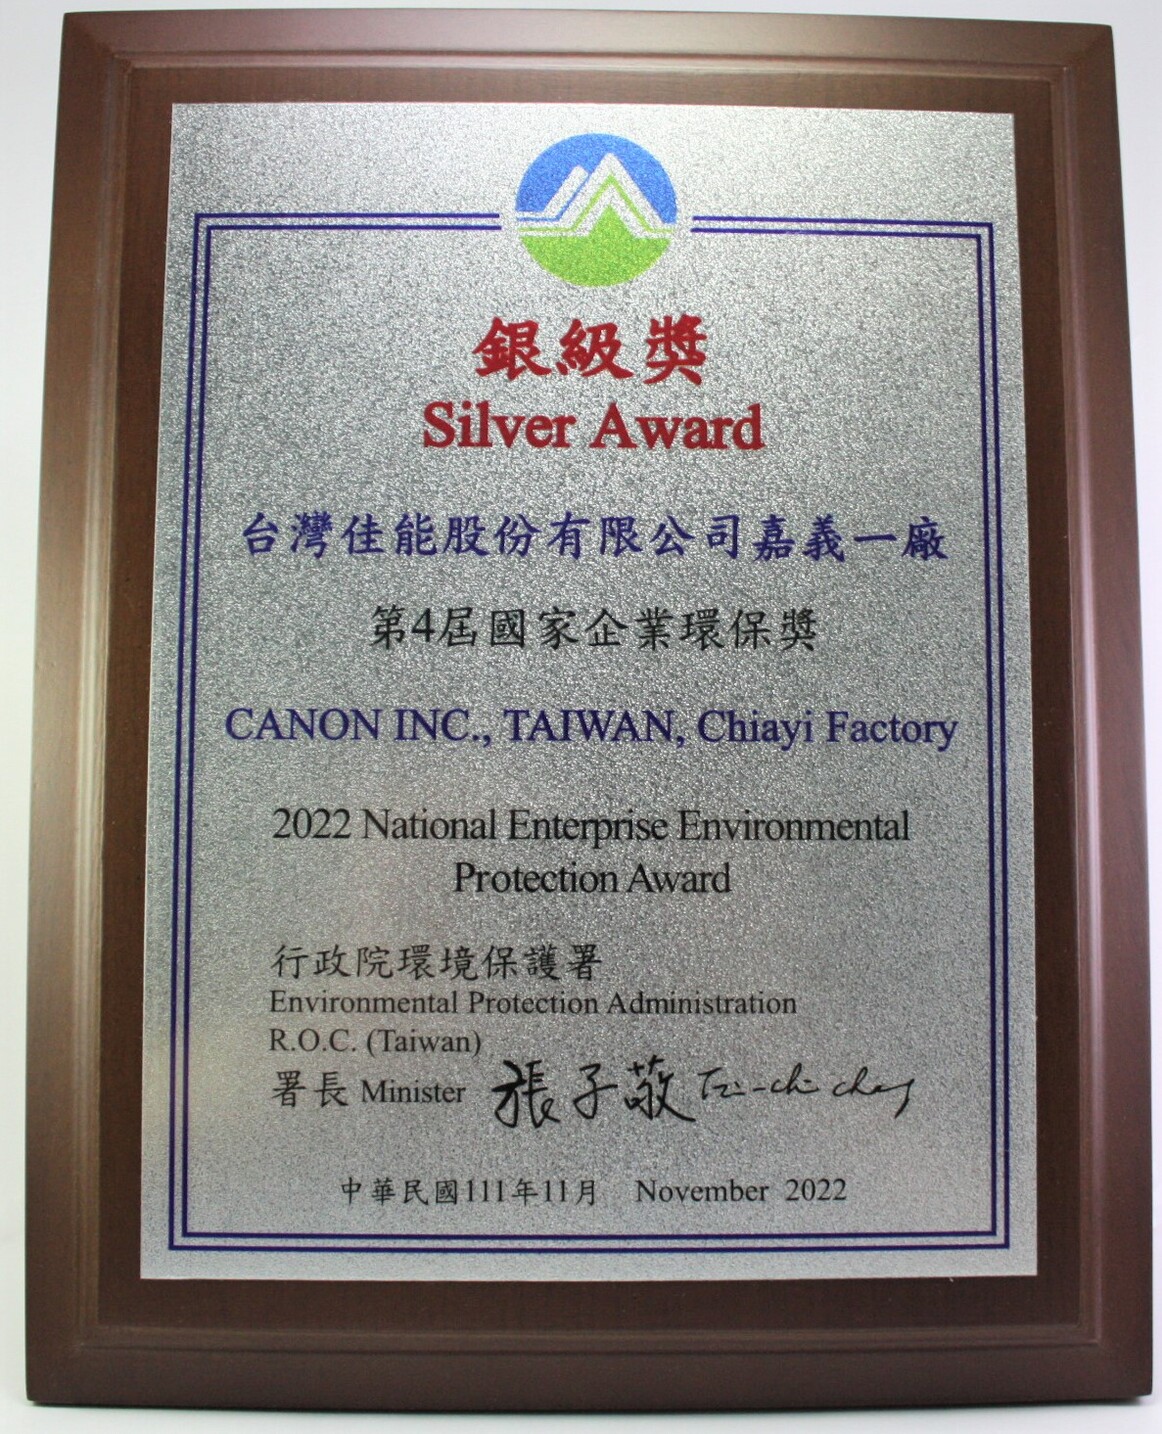 銀級獎
Silver Award
台灣佳能股份有限公司嘉義一廠
第4屆國家企業環保獎
CANON INC., TAIWAN, Chiayi Factory
2022 National Enterprise Environmental
Protection Award
行政院環境保護署
Environmental Protection Administration
R.O.C. (Taiwan)
署長 Minister 張子敬 Tzi-chi chang
中華民國111年11月 November 2022